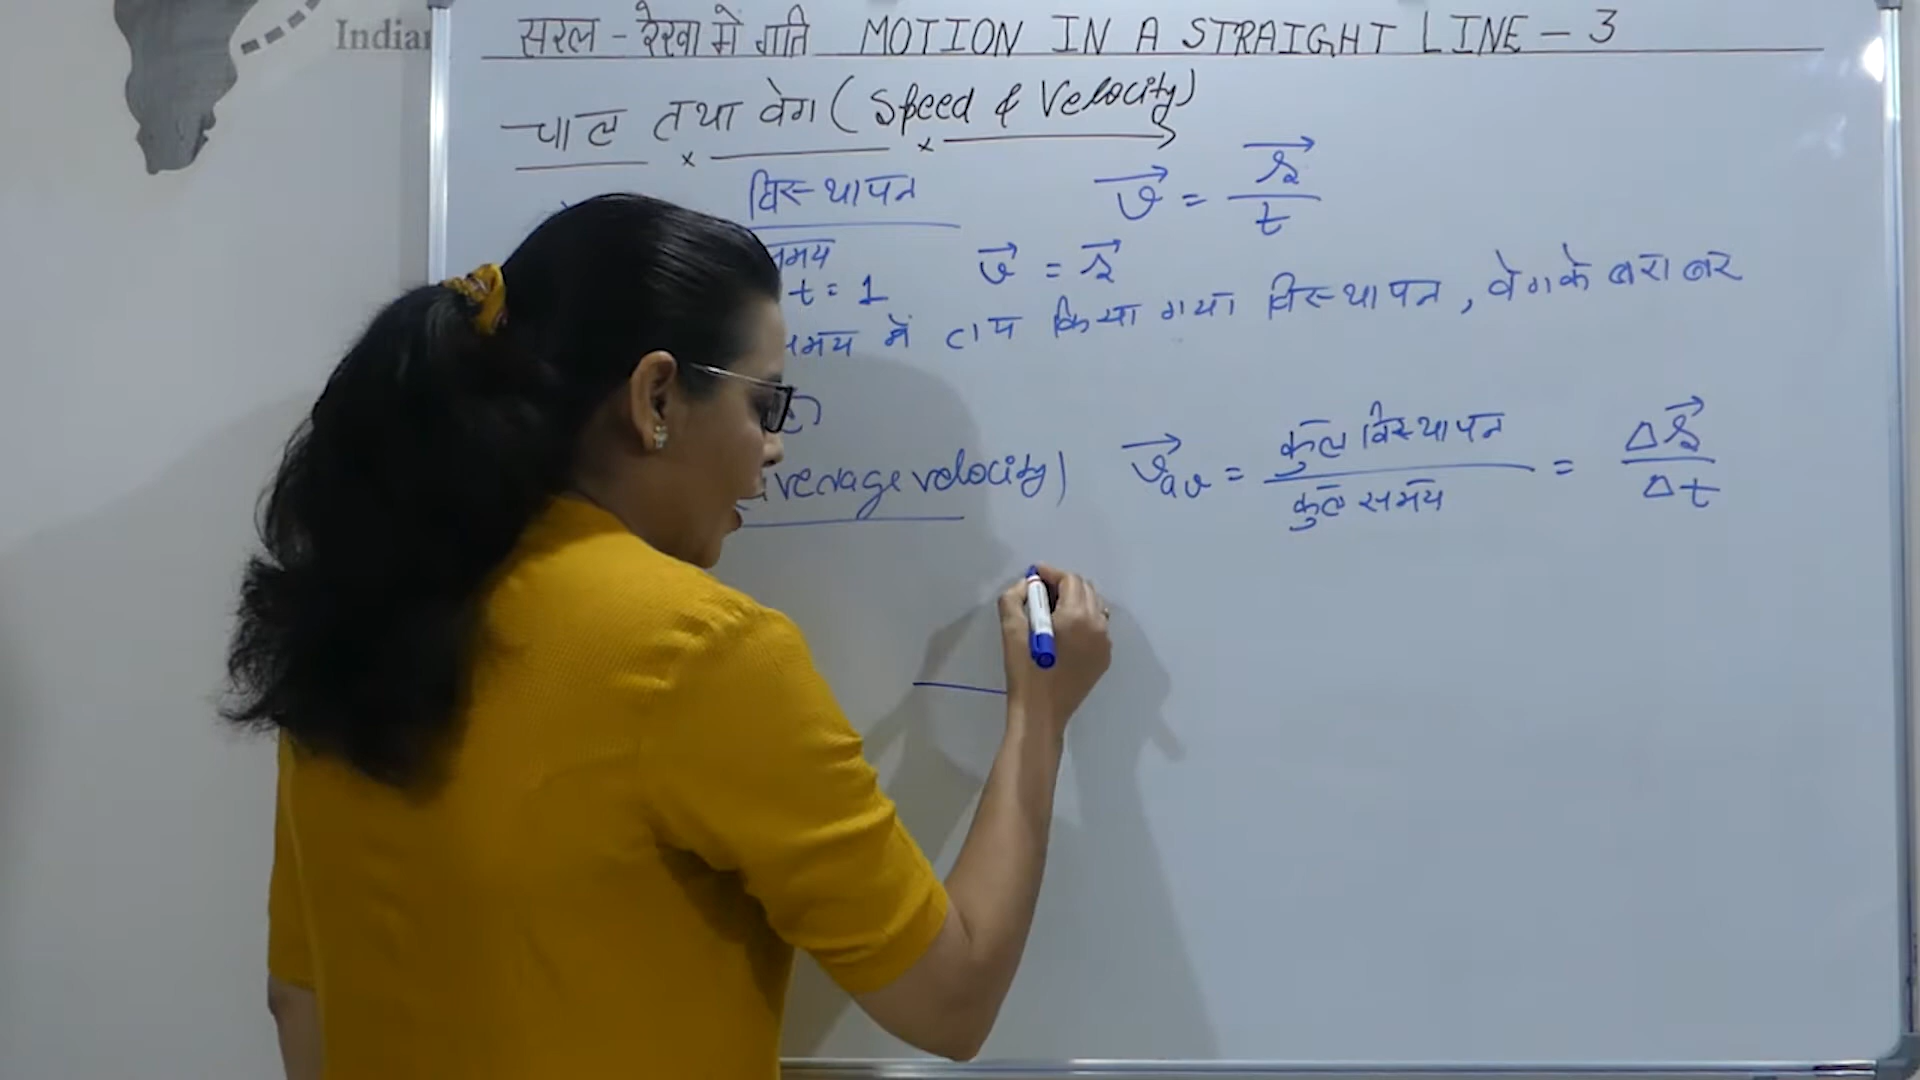 Indian
सरल - रेखा में गति MOTION IN A STRAIGHT LINE - 3
चाल तथा वेग ( Speed & Velocity )
विस्थापन
समय
v⃗ = s⃗ / t
t = 1 v⃗ = s⃗
समय में तय किया गया विस्थापन , वेग के बराबर
average velocity ) v⃗av = कुल विस्थापन / कुल समय = Δs⃗ / Δt